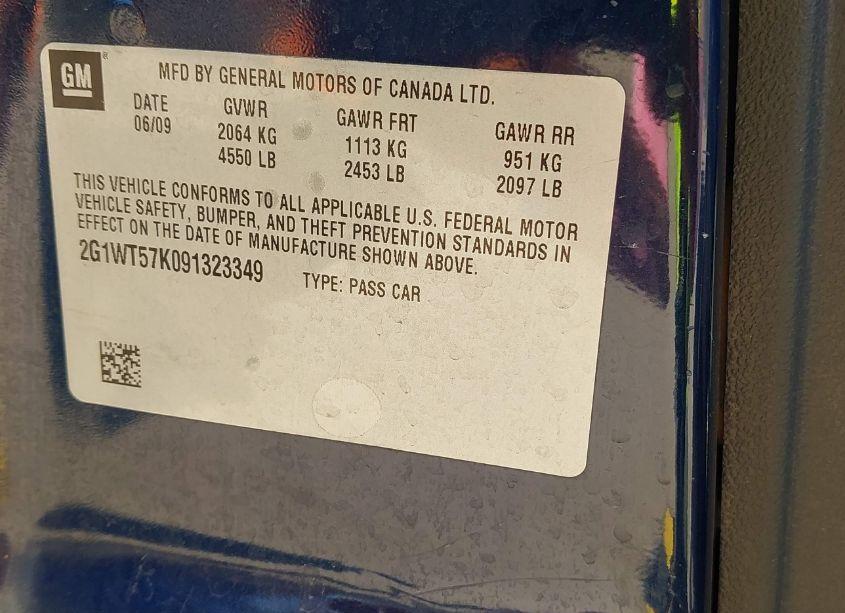 GM
MFD BY GENERAL MOTORS OF CANADA LTD.
DATE GVWR GAWR FRT GAWR RR
06/09 2064 KG 1113 KG 951 KG
4550 LB 2453 LB 2097 LB
THIS VEHICLE CONFORMS TO ALL APPLICABLE U.S. FEDERAL MOTOR
VEHICLE SAFETY, BUMPER, AND THEFT PREVENTION STANDARDS IN
EFFECT ON THE DATE OF MANUFACTURE SHOWN ABOVE.
2G1WT57K091323349 TYPE: PASS CAR